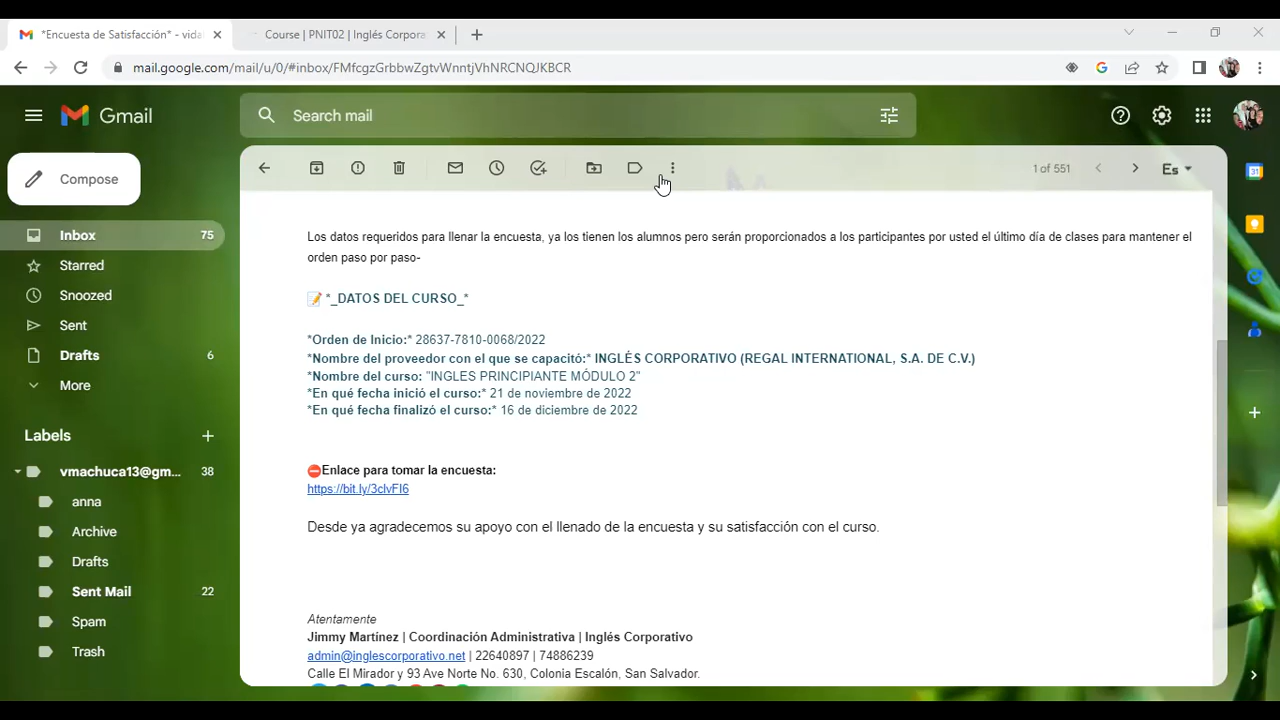 *Encuesta de Satisfacción* - vida
Course | PNIT02 | Inglés Corpora
mail.google.com/mail/u/0/#inbox/FMfcgzGrbbwZgtvWnntjVhNRCNQJKBCR
Gmail
Search mail
Compose
1 of 551
Es
Inbox 75
Starred
Snoozed
Sent
Drafts 6
More
Labels
vmachuca13@gm... 38
anna
Archive
Drafts
Sent Mail 22
Spam
Trash
Los datos requeridos para llenar la encuesta, ya los tienen los alumnos pero serán proporcionados a los participantes por usted el último día de clases para mantener el
orden paso por paso-
*_DATOS DEL CURSO_*
*Orden de Inicio:* 28637-7810-0068/2022
*Nombre del proveedor con el que se capacitó:* INGLÉS CORPORATIVO (REGAL INTERNATIONAL, S.A. DE C.V.)
*Nombre del curso: "INGLES PRINCIPIANTE MÓDULO 2"
*En qué fecha inició el curso:* 21 de noviembre de 2022
*En qué fecha finalizó el curso:* 16 de diciembre de 2022
Enlace para tomar la encuesta:
https://bit.ly/3clvFI6
Desde ya agradecemos su apoyo con el llenado de la encuesta y su satisfacción con el curso.
Atentamente
Jimmy Martínez | Coordinación Administrativa | Inglés Corporativo
admin@inglescorporativo.net | 22640897 | 74886239
Calle El Mirador y 93 Ave Norte No. 630, Colonia Escalón, San Salvador.